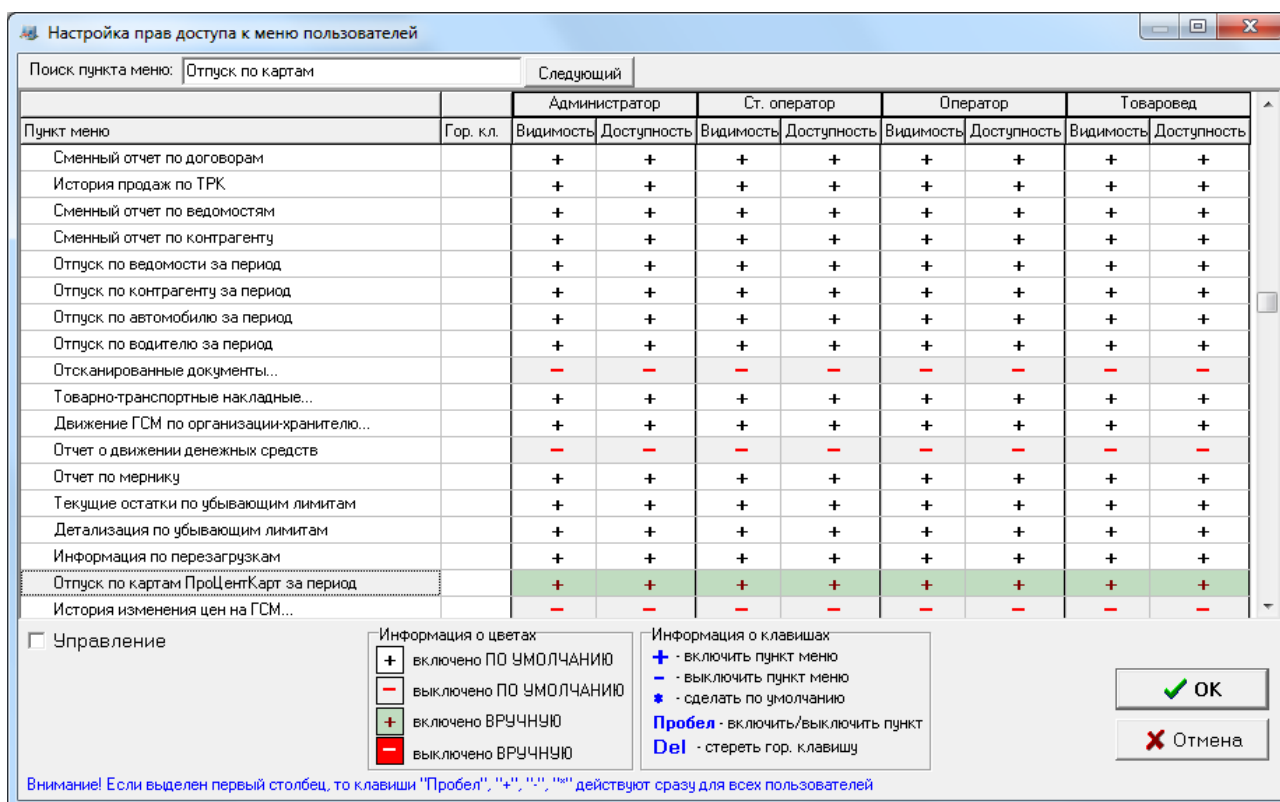 Настройка прав доступа к меню пользователей
Поиск пункта меню: Отпуск по картам Следующий
Администратор Ст. оператор Оператор Товаровед
Пункт меню Гор. кл. Видимость Доступность Видимость Доступность Видимость Доступность Видимость Доступность
Сменный отчет по договорам + + + + + + + +
История продаж по ТРК + + + + + + + +
Сменный отчет по ведомостям + + + + + + + +
Сменный отчет по контрагенту + + + + + + + +
Отпуск по ведомости за период + + + + + + + +
Отпуск по контрагенту за период + + + + + + + +
Отпуск по автомобилю за период + + + + + + + +
Отпуск по водителю за период + + + + + + + +
Отсканированные документы... − − − − − − − −
Товарно-транспортные накладные... + + + + + + + +
Движение ГСМ по организации-хранителю... + + + + + + + +
Отчет о движении денежных средств − − − − − − − −
Отчет по мернику + + + + + + + +
Текущие остатки по убывающим лимитам + + + + + + + +
Детализация по убывающим лимитам + + + + + + + +
Информация по перезагрузкам + + + + + + + +
Отпуск по картам ПроЦентКарт за период + + + + + + + +
История изменения цен на ГСМ... − − − − − − − −
Управление
Информация о цветах
+ включено ПО УМОЛЧАНИЮ
− выключено ПО УМОЛЧАНИЮ
+ включено ВРУЧНУЮ
− выключено ВРУЧНУЮ
Информация о клавишах
+ - включить пункт меню
− - выключить пункт меню
* - сделать по умолчанию
Пробел - включить/выключить пункт
Del - стереть гор. клавишу
OK
Отмена
Внимание! Если выделен первый столбец, то клавиши "Пробел", "+", "-", "*" действуют сразу для всех пользователей